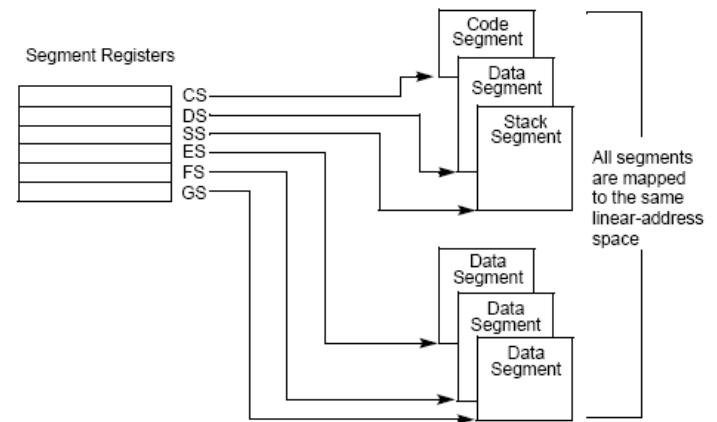 Segment Registers
CS
DS
SS
ES
FS
GS
Code
Segment
Data
Segment
Stack
Segment
Data
Segment
Data
Segment
Data
Segment
All segments
are mapped
to the same
linear-address
space